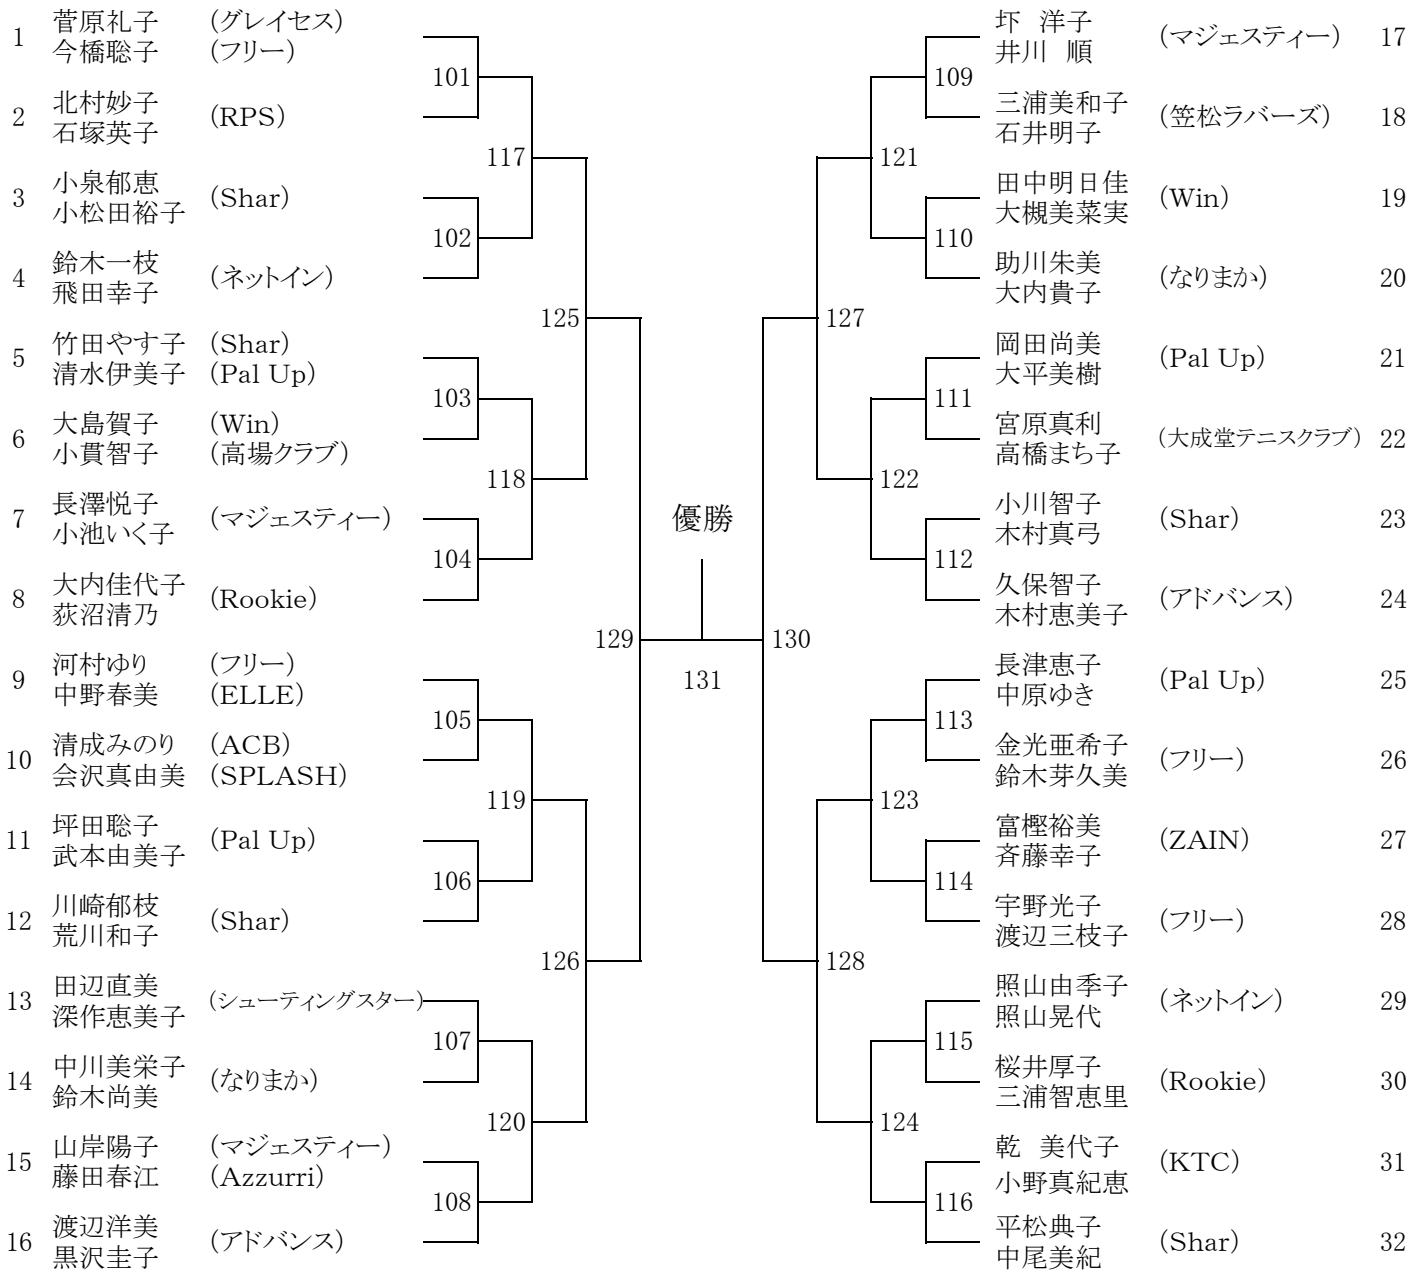 1 菅原礼子 (グレイセス)
今橋聡子 (フリー)
101
2 北村妙子 (RPS)
石塚英子
117
3 小泉郁恵 (Shar)
小松田裕子
102
4 鈴木一枝 (ネットイン)
飛田幸子
125
5 竹田やす子 (Shar)
清水伊美子 (Pal Up)
103
6 大島賀子 (Win)
小貫智子 (高場クラブ)
118
7 長澤悦子 (マジェスティー)
小池いく子
104
8 大内佳代子 (Rookie)
荻沼清乃
129
9 河村ゆり (フリー)
中野春美 (ELLE)
105
10 清成みのり (ACB)
会沢真由美 (SPLASH)
119
11 坪田聡子 (Pal Up)
武本由美子
106
12 川崎郁枝 (Shar)
荒川和子
126
13 田辺直美 (シューティングスター)
深作恵美子
107
14 中川美栄子 (なりまか)
鈴木尚美
120
15 山岸陽子 (マジェスティー)
藤田春江 (Azzurri)
108
16 渡辺洋美 (アドバンス)
黒沢圭子
優勝
131
圷 洋子 (マジェスティー) 17
井川 順
109
三浦美和子 (笠松ラバーズ) 18
石井明子
121
田中明日佳 (Win) 19
大槻美菜実
110
助川朱美 (なりまか) 20
大内貴子
127
岡田尚美 (Pal Up) 21
大平美樹
111
宮原真利 (大成堂テニスクラブ) 22
高橋まち子
122
小川智子 (Shar) 23
木村真弓
112
久保智子 (アドバンス) 24
木村恵美子
130
長津恵子 (Pal Up) 25
中原ゆき
113
金光亜希子 (フリー) 26
鈴木芽久美
123
富樫裕美 (ZAIN) 27
斉藤幸子
114
宇野光子 (フリー) 28
渡辺三枝子
128
照山由季子 (ネットイン) 29
照山晃代
115
桜井厚子 (Rookie) 30
三浦智恵里
124
乾 美代子 (KTC) 31
小野真紀恵
116
平松典子 (Shar) 32
中尾美紀